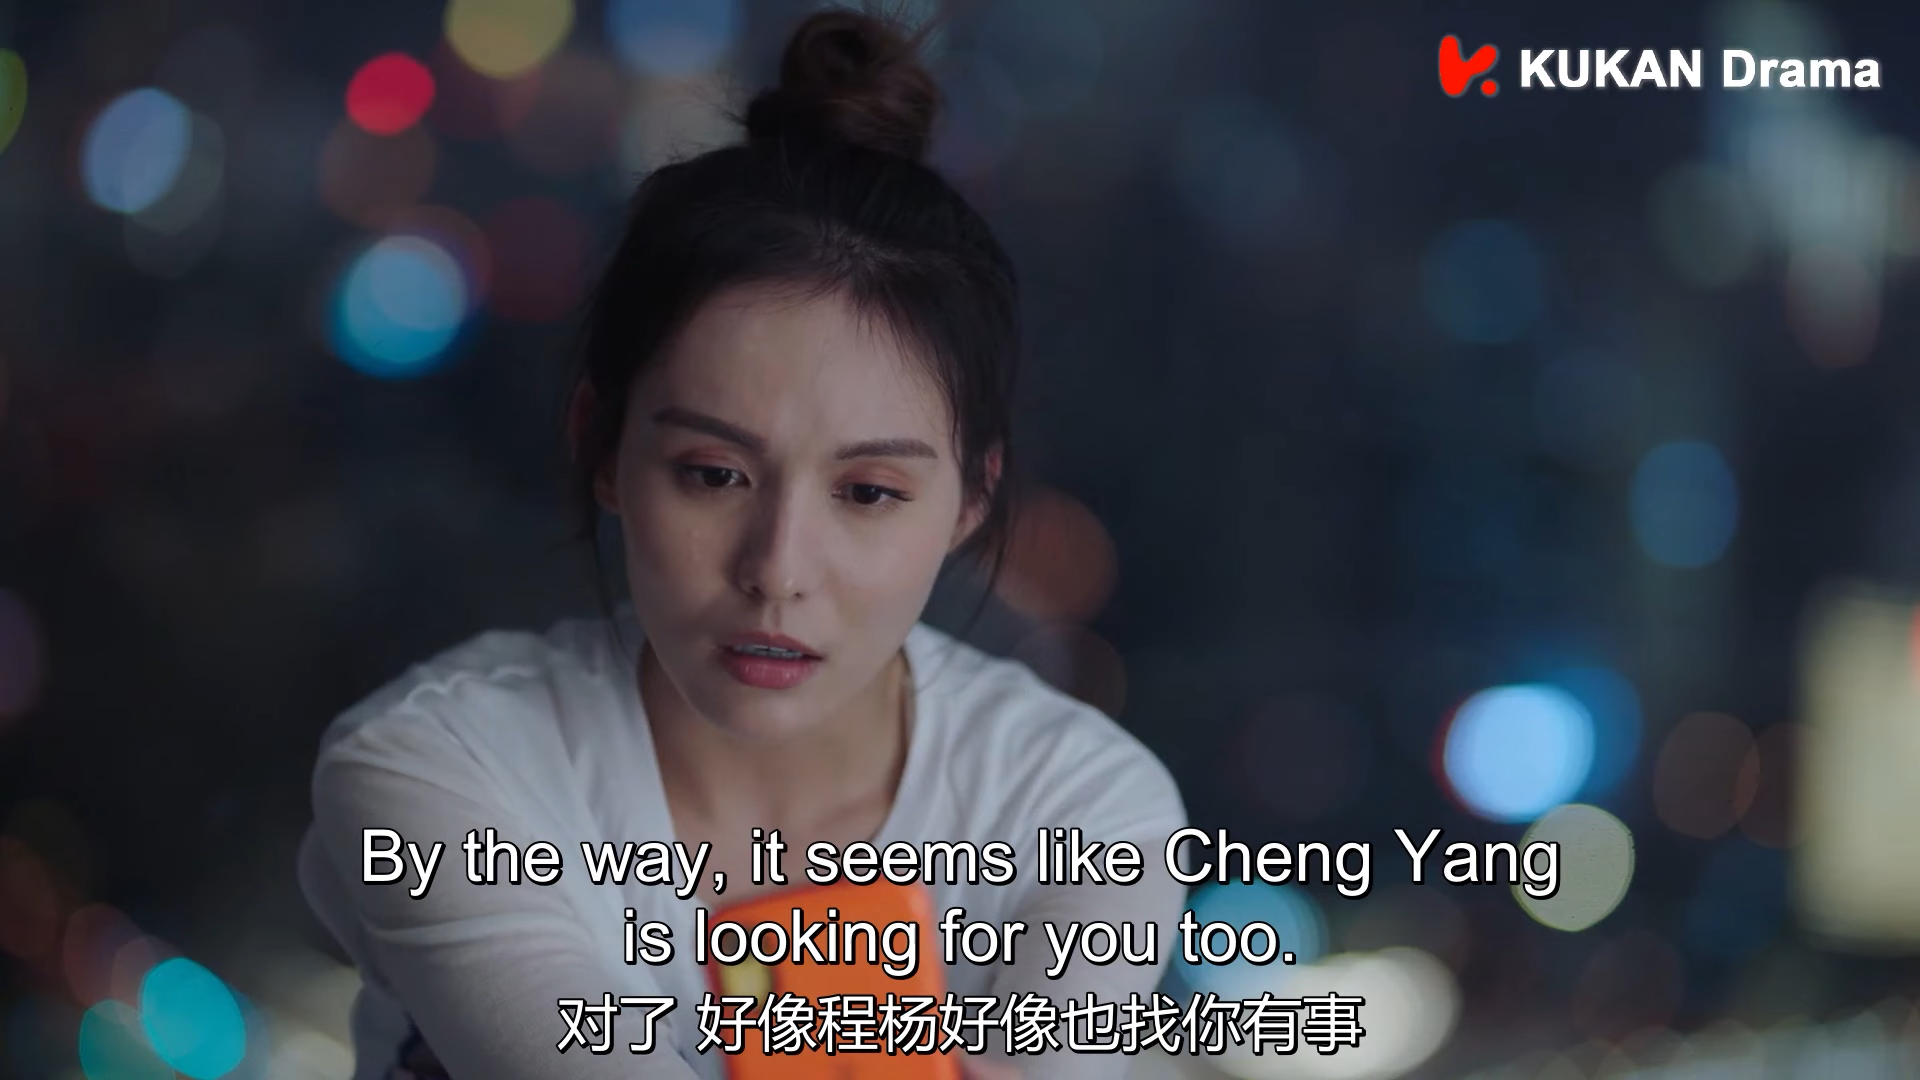 KUKAN Drama
By the way, it seems like Cheng Yang
is looking for you too.
对了 好像程杨好像也找你有事